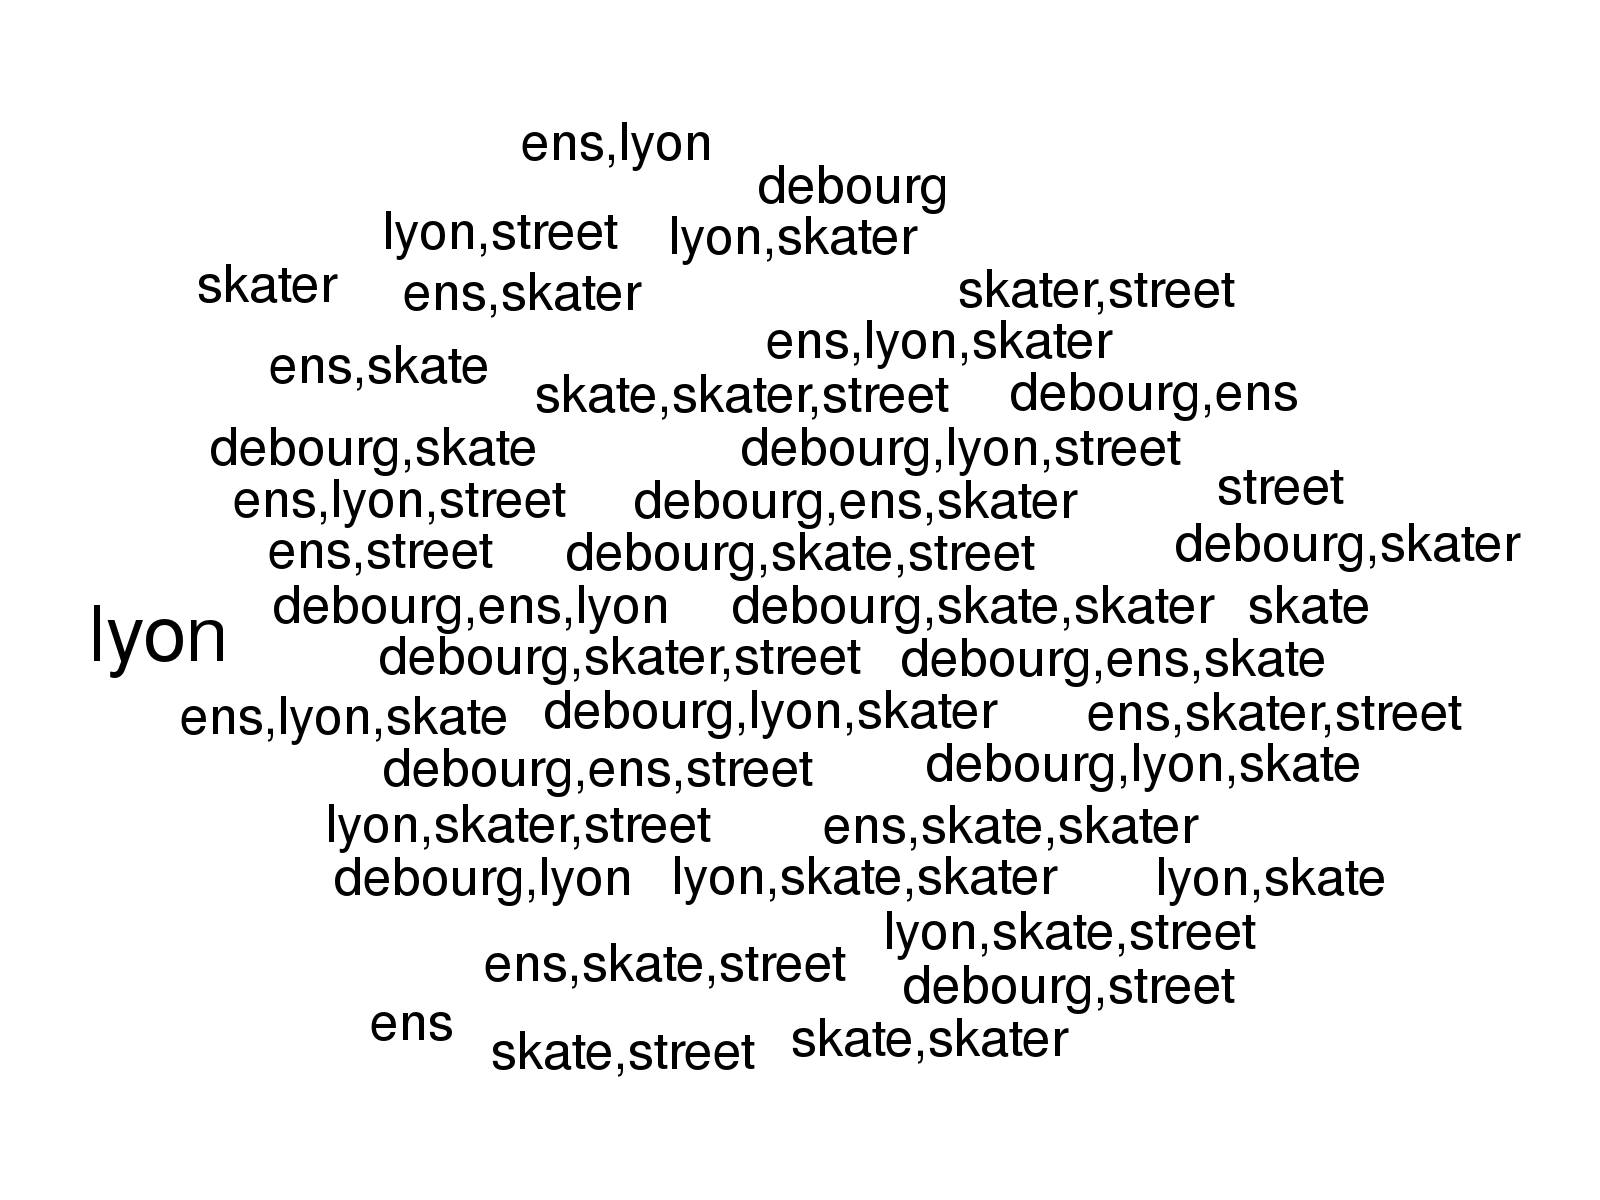 ens,lyon
debourg
lyon,street
lyon,skater
skater
ens,skater
skater,street
ens,lyon,skater
ens,skate
skate,skater,street
debourg,ens
debourg,skate
debourg,lyon,street
street
ens,lyon,street
debourg,ens,skater
ens,street
debourg,skate,street
debourg,skater
lyon
debourg,ens,lyon
debourg,skate,skater
skate
debourg,skater,street
debourg,ens,skate
ens,lyon,skate
debourg,lyon,skater
ens,skater,street
debourg,ens,street
debourg,lyon,skate
lyon,skater,street
ens,skate,skater
debourg,lyon
lyon,skate,skater
lyon,skate
lyon,skate,street
ens,skate,street
debourg,street
ens
skate,street
skate,skater